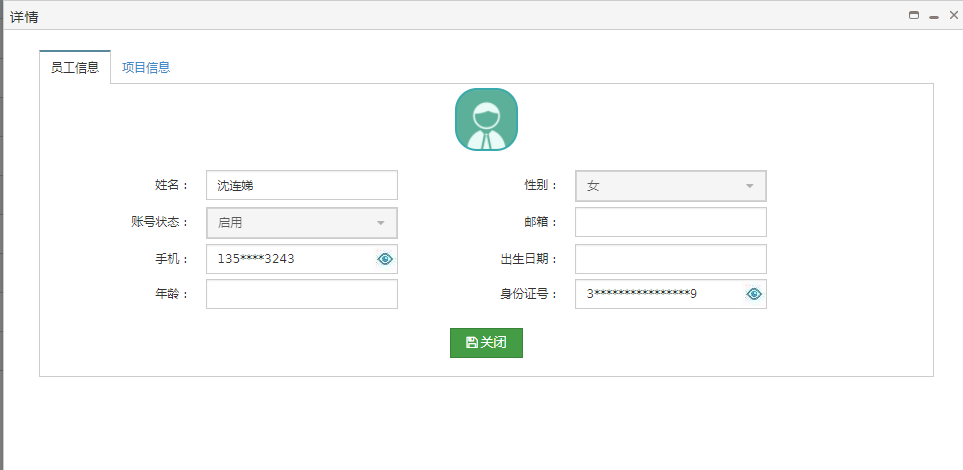 详情
员工信息 项目信息
姓名： 沈连娣 性别： 女
账号状态： 启用 邮箱：
手机： 135****3243 出生日期：
年龄： 身份证号： 3****************9
关闭